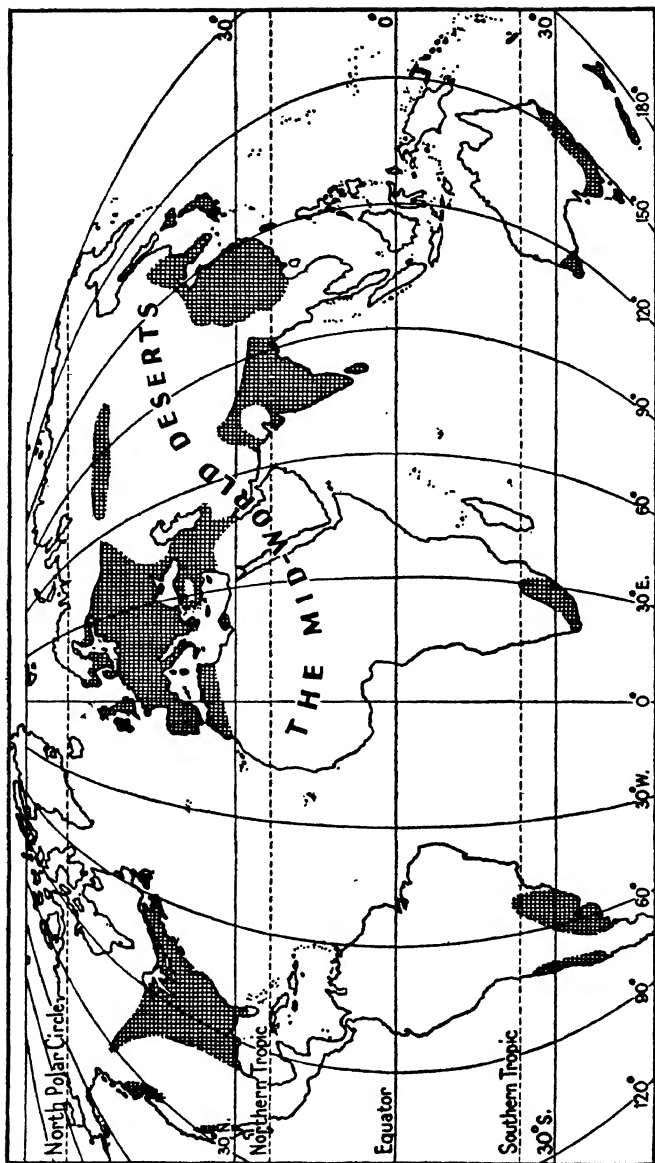 North Polar Circle
30°N.
30°
Northern Tropic
THE MID-WORLD DESERTS
Equator
0°
Southern Tropic
30°S.
30°
120°
90°
60°
30°W.
0°
30°E.
60°
90°
120°
150°
180°